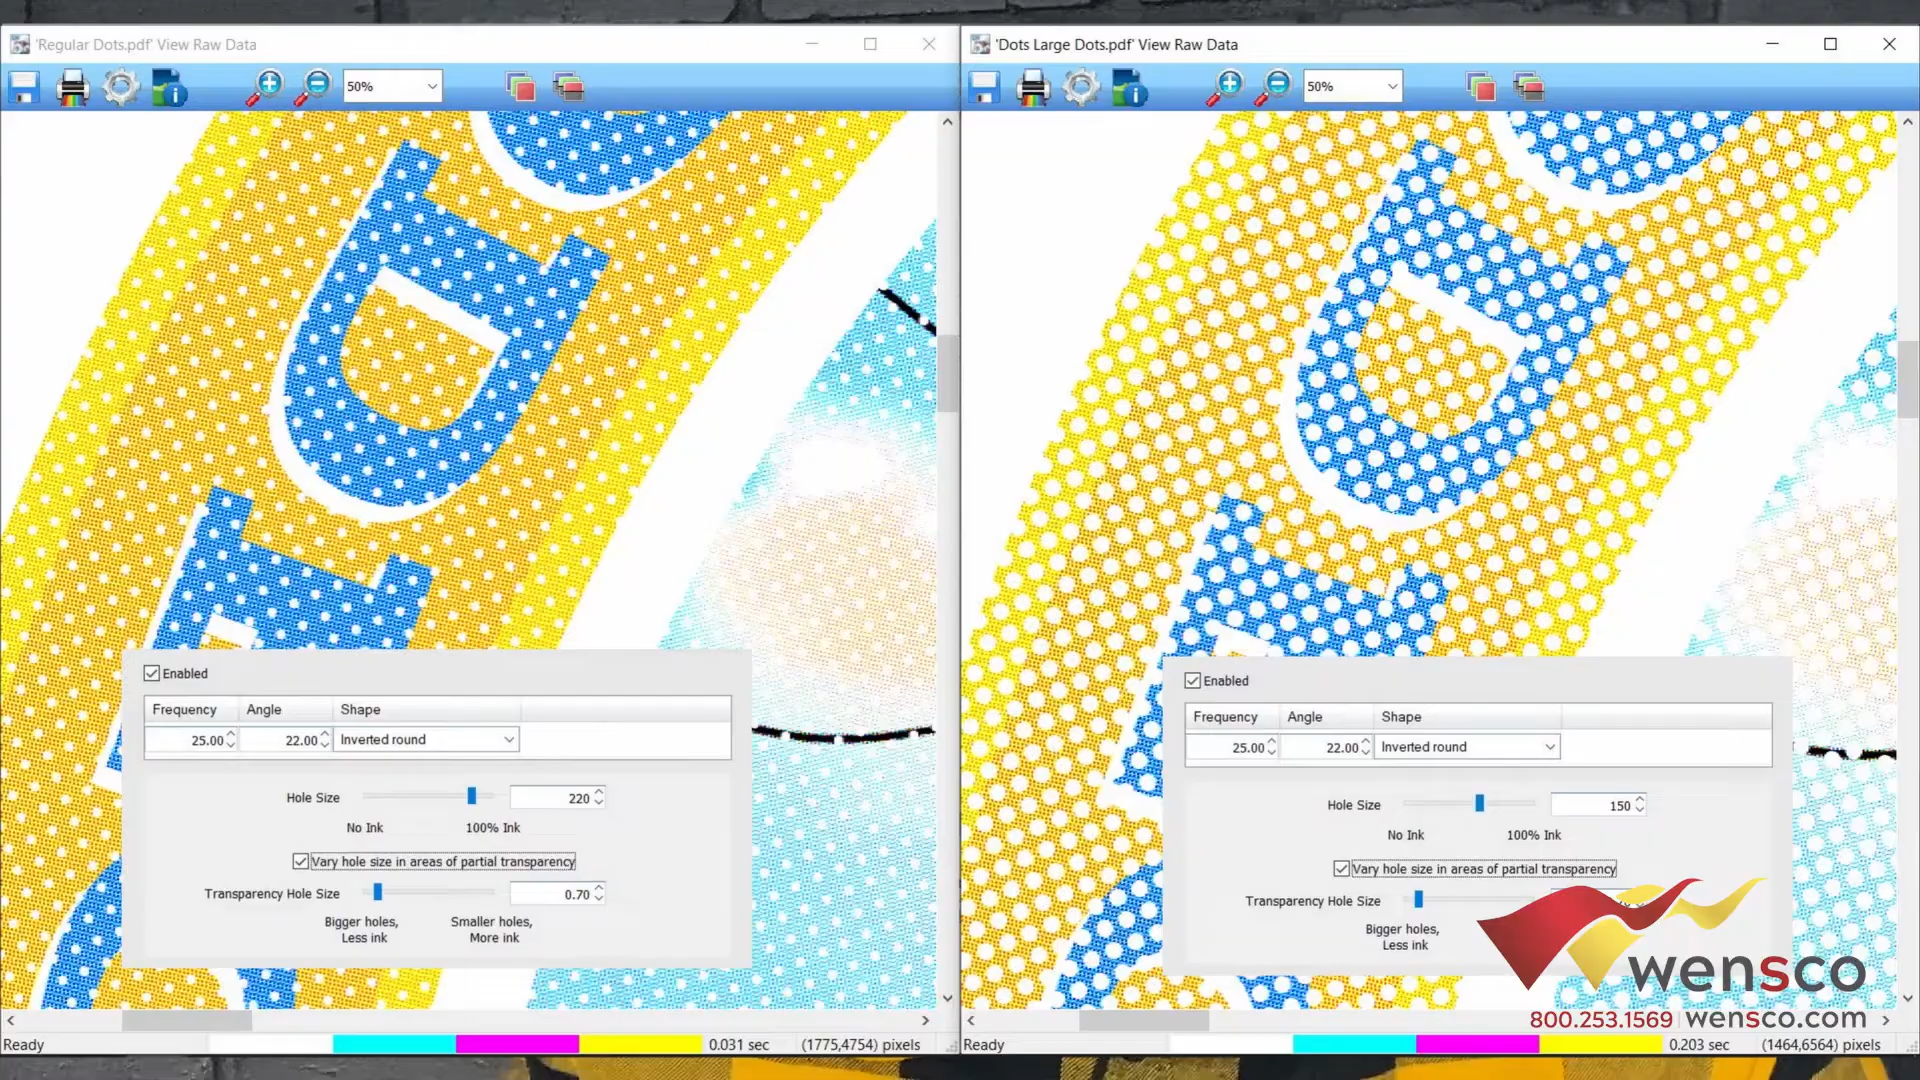 'Regular Dots.pdf' View Raw Data
50%
Enabled
Frequency Angle Shape
25.00 22.00 Inverted round
Hole Size 220
No Ink 100% Ink
Vary hole size in areas of partial transparency
Transparency Hole Size 0.70
Bigger holes, Smaller holes,
Less ink More ink
Ready 0.031 sec (1775,4754) pixels
'Dots Large Dots.pdf' View Raw Data
50%
Enabled
Frequency Angle Shape
25.00 22.00 Inverted round
Hole Size 150
No Ink 100% Ink
Vary hole size in areas of partial transparency
Transparency Hole Size
Bigger holes,
Less ink
wensco
800.253.1569 wensco.com
Ready 0.203 sec (1464,6564) pixels